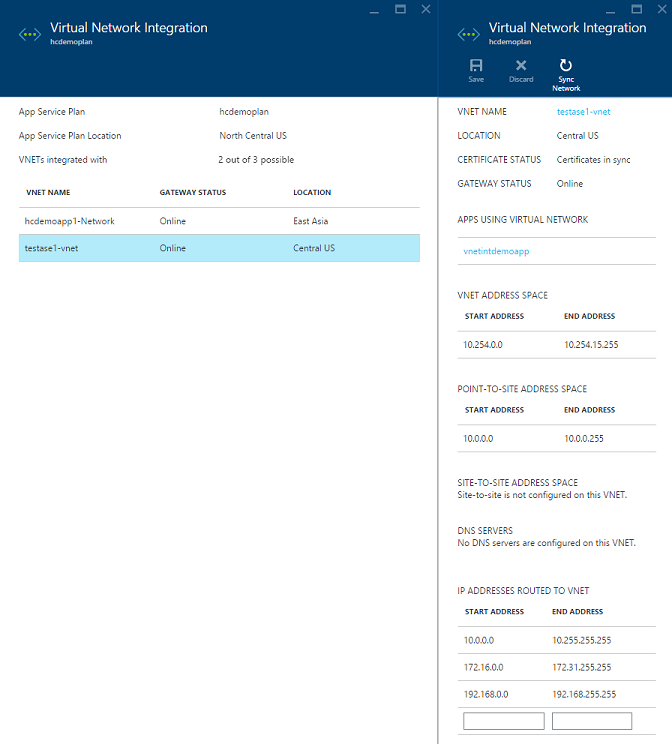 Virtual Network Integration
hcdemoplan
App Service Plan hcdemoplan
App Service Plan Location North Central US
VNETs integrated with 2 out of 3 possible
VNET NAME GATEWAY STATUS LOCATION
hcdemoapp1-Network Online East Asia
testase1-vnet Online Central US
Virtual Network Integration
hcdemoplan
Save Discard Sync
Network
VNET NAME testase1-vnet
LOCATION Central US
CERTIFICATE STATUS Certificates in sync
GATEWAY STATUS Online
APPS USING VIRTUAL NETWORK
vnetintdemoapp
VNET ADDRESS SPACE
START ADDRESS END ADDRESS
10.254.0.0 10.254.15.255
POINT-TO-SITE ADDRESS SPACE
START ADDRESS END ADDRESS
10.0.0.0 10.0.0.255
SITE-TO-SITE ADDRESS SPACE
Site-to-site is not configured on this VNET.
DNS SERVERS
No DNS servers are configured on this VNET.
IP ADDRESSES ROUTED TO VNET
START ADDRESS END ADDRESS
10.0.0.0 10.255.255.255
172.16.0.0 172.31.255.255
192.168.0.0 192.168.255.255